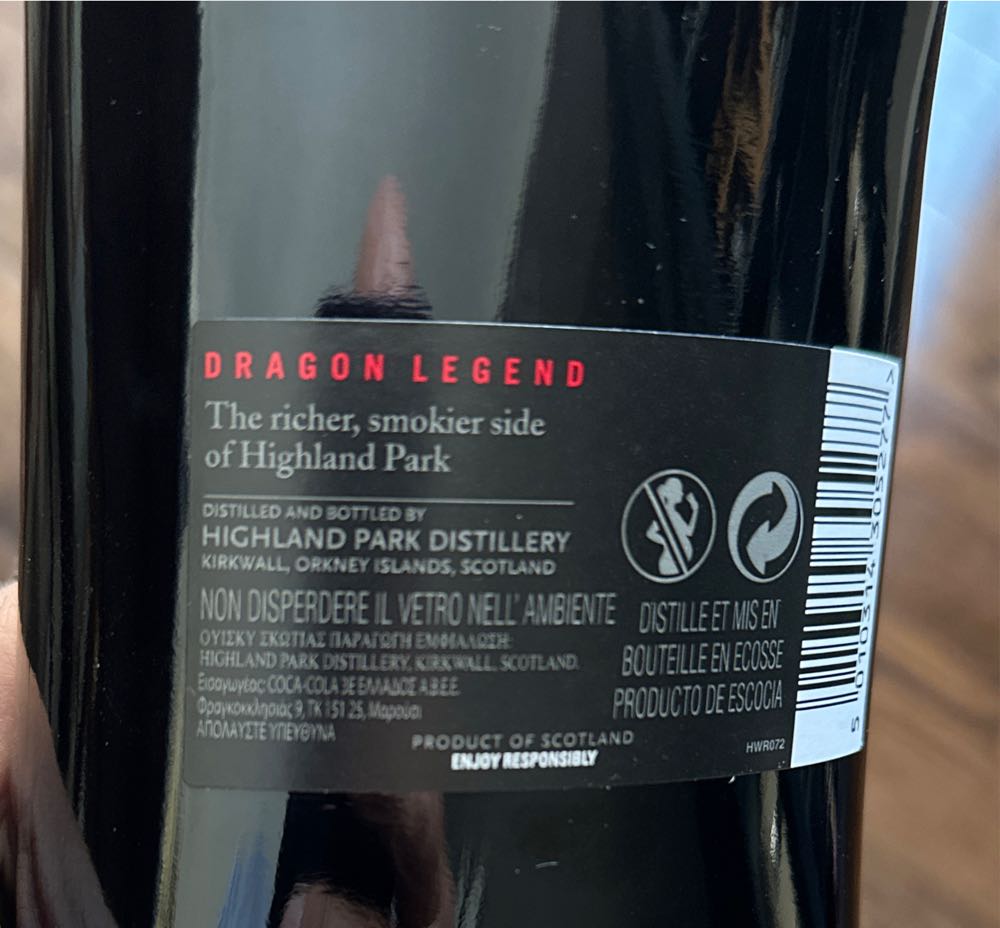 DRAGON LEGEND
The richer, smokier side
of Highland Park
DISTILLED AND BOTTLED BY
HIGHLAND PARK DISTILLERY
KIRKWALL, ORKNEY ISLANDS, SCOTLAND
NON DISPERDERE IL VETRO NELL' AMBIENTE
ΟΥΙΣΚΥ ΣΚΩΤΙΑΣ ΠΑΡΑΓΩΓΗ ΕΜΦΙΑΛΩΣΗ:
HIGHLAND PARK DISTILLERY, KIRKWALL, SCOTLAND.
Εισαγωγέας: COCA-COLA 3E ΕΛΛΑΔΟΣ Α.Β.Ε.Ε.
Φραγκοκκλησιάς 9, ΤΚ 151 25, Μαρούσι
ΑΠΟΛΑΥΣΤΕ ΥΠΕΥΘΥΝΑ
DISTILLE ET MIS EN
BOUTEILLE EN ECOSSE
PRODUCTO DE ESCOCIA
PRODUCT OF SCOTLAND
ENJOY RESPONSIBLY
HWR072
5 010314 305277 >